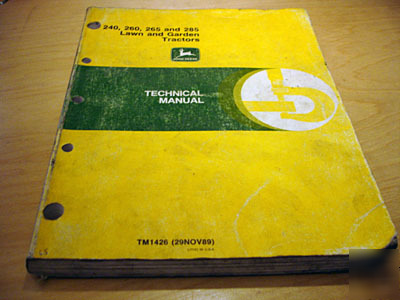 240, 260, 265 and 285
Lawn and Garden
Tractors
JOHN DEERE
TECHNICAL
MANUAL
TM1426 (29NOV89)